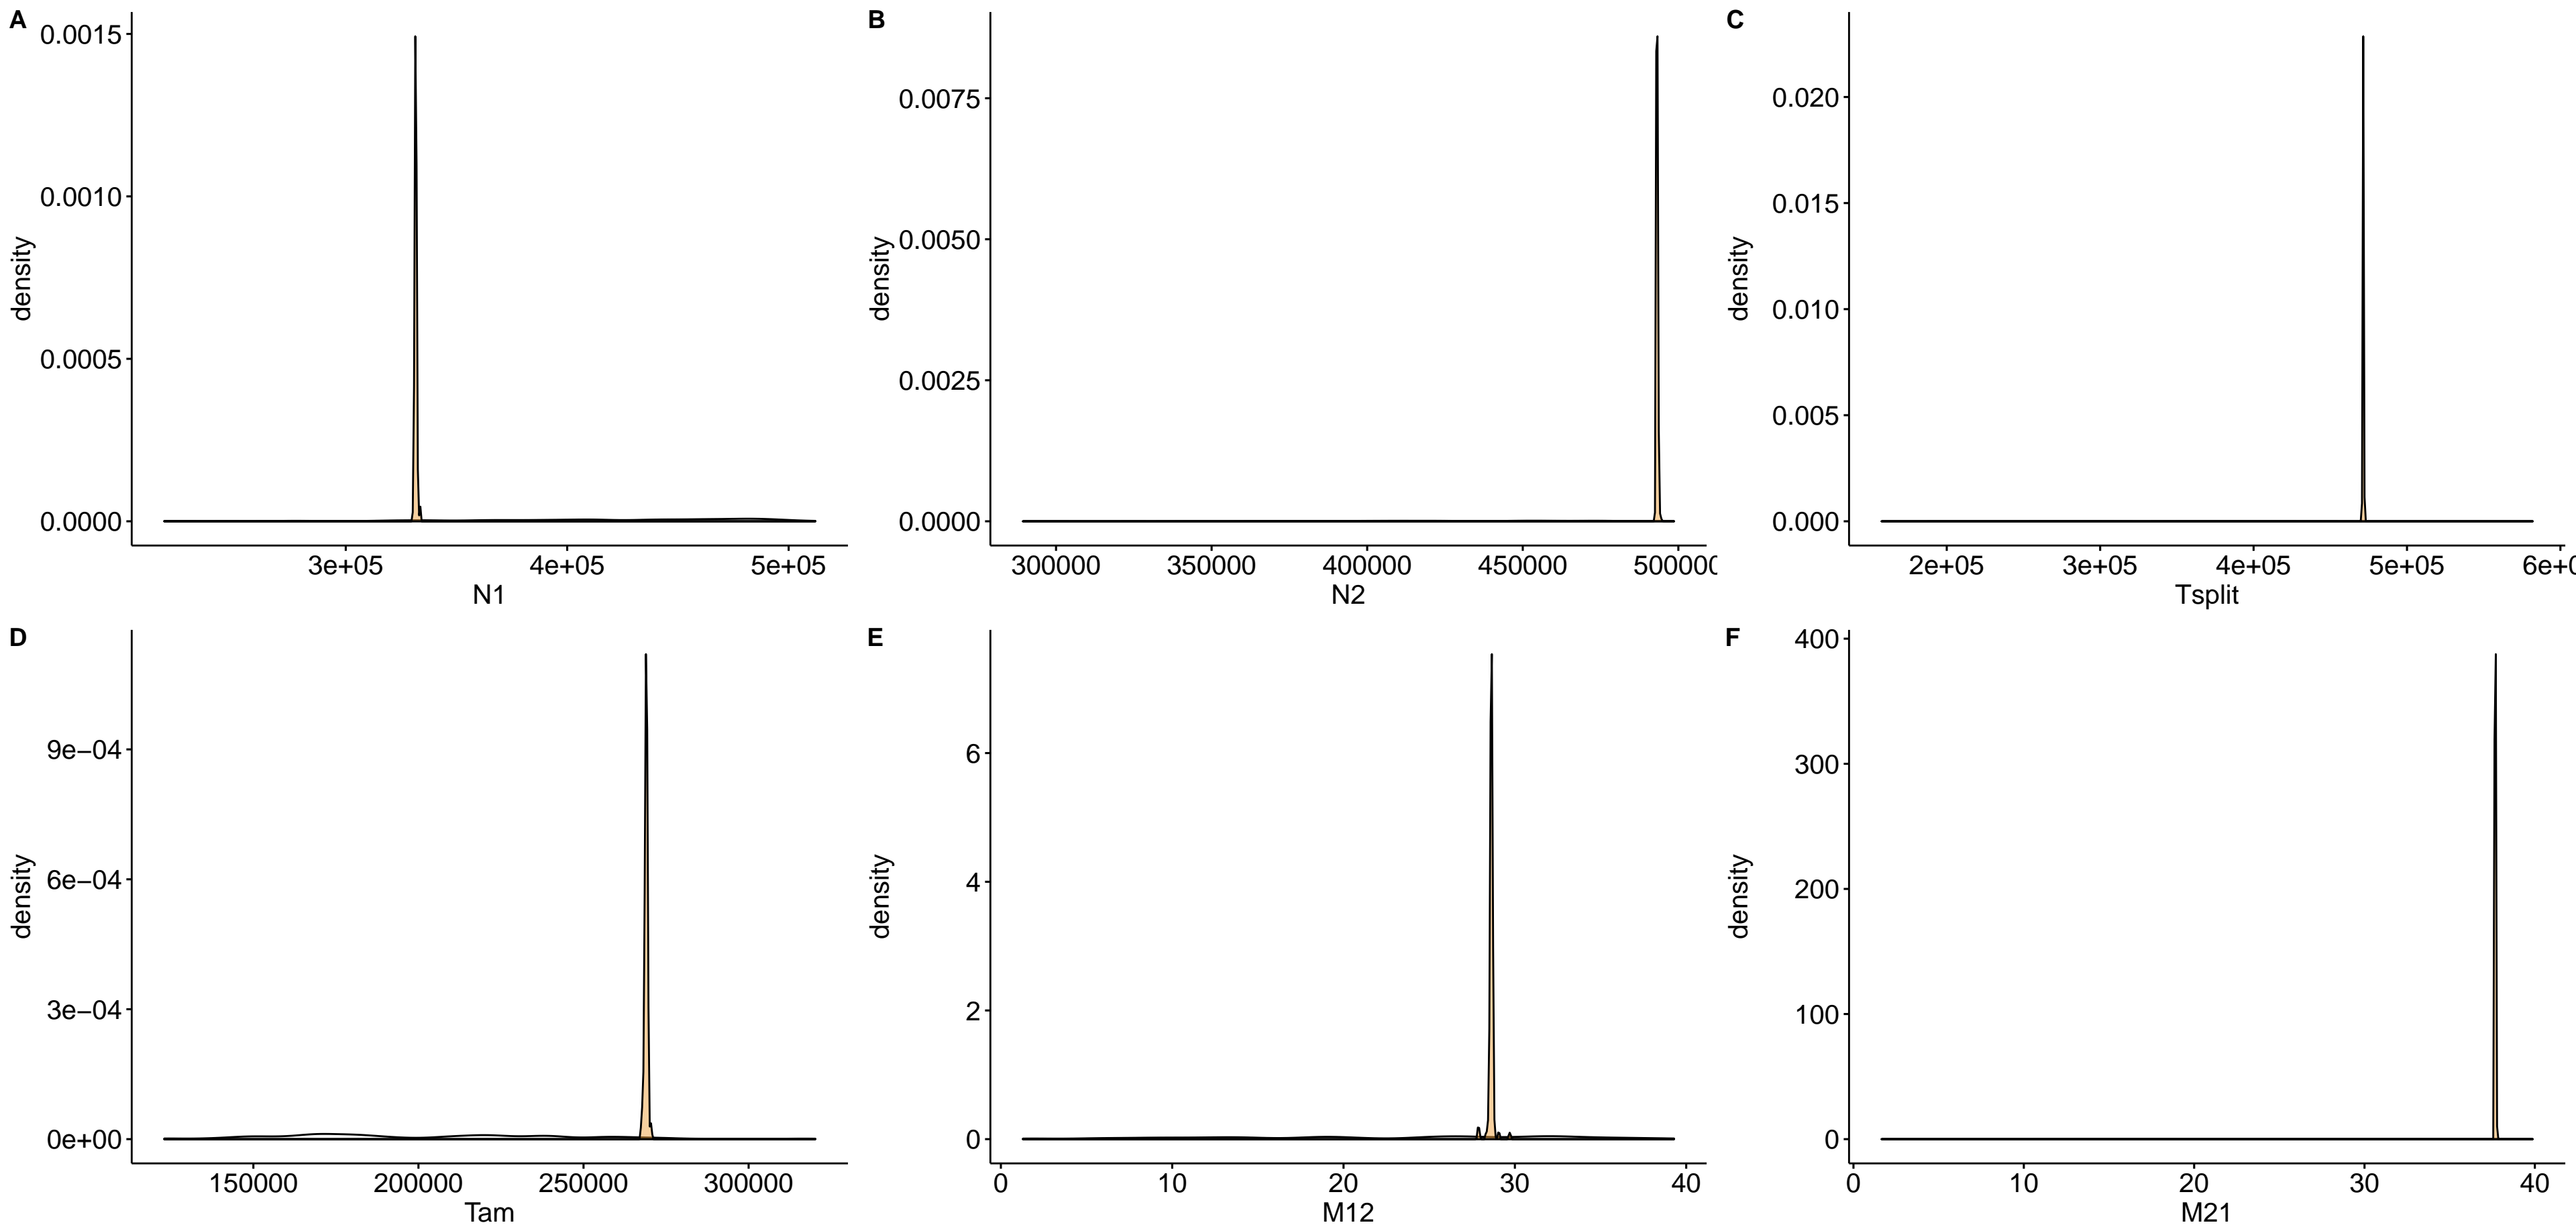 A
0.0015
0.0010
0.0005
0.0000
density
3e+05 4e+05 5e+05
N1
B
0.0075
0.0050
0.0025
0.0000
density
300000 350000 400000 450000 500000
N2
C
0.020
0.015
0.010
0.005
0.000
density
2e+05 3e+05 4e+05 5e+05 6e+0
Tsplit
D
9e−04
6e−04
3e−04
0e+00
density
150000 200000 250000 300000
Tam
E
6
4
2
0
density
0 10 20 30 40
M12
F
400
300
200
100
0
density
0 10 20 30 40
M21